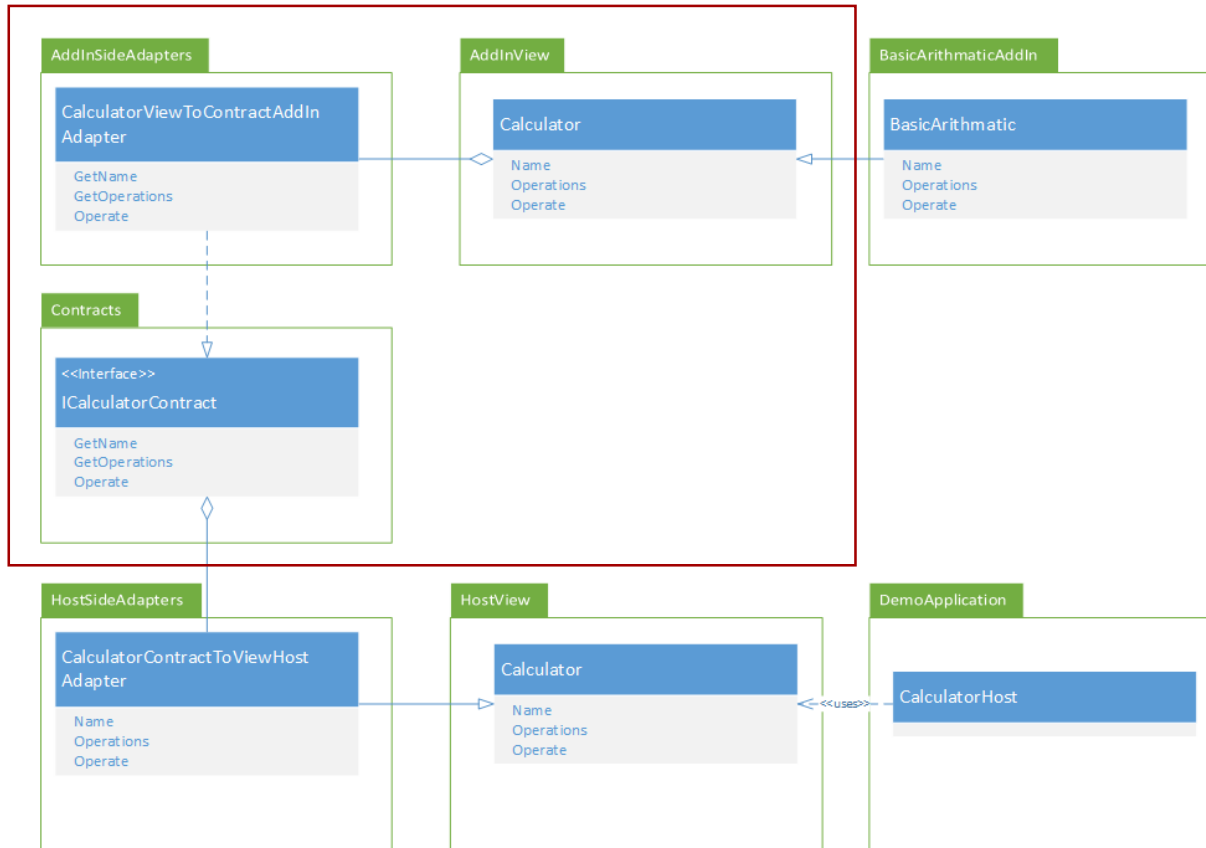 AddInSideAdapters
CalculatorViewToContractAddIn
Adapter
GetName
GetOperations
Operate
AddInView
Calculator
Name
Operations
Operate
BasicArithmaticAddIn
BasicArithmatic
Name
Operations
Operate
Contracts
<<Interface>>
ICalculatorContract
GetName
GetOperations
Operate
HostSideAdapters
CalculatorContractToViewHost
Adapter
Name
Operations
Operate
HostView
Calculator
Name
Operations
Operate
<<uses>>
DemoApplication
CalculatorHost